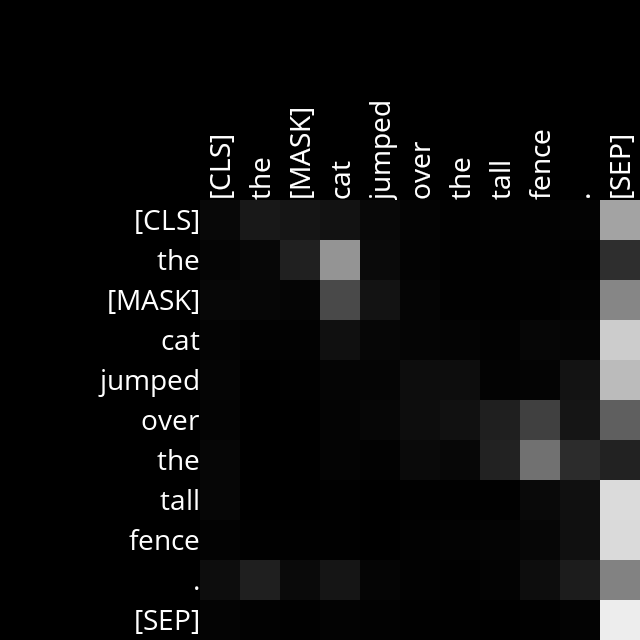 [CLS] the [MASK] cat jumped over the tall fence . [SEP]
[CLS]
the
[MASK]
cat
jumped
over
the
tall
fence
.
[SEP]